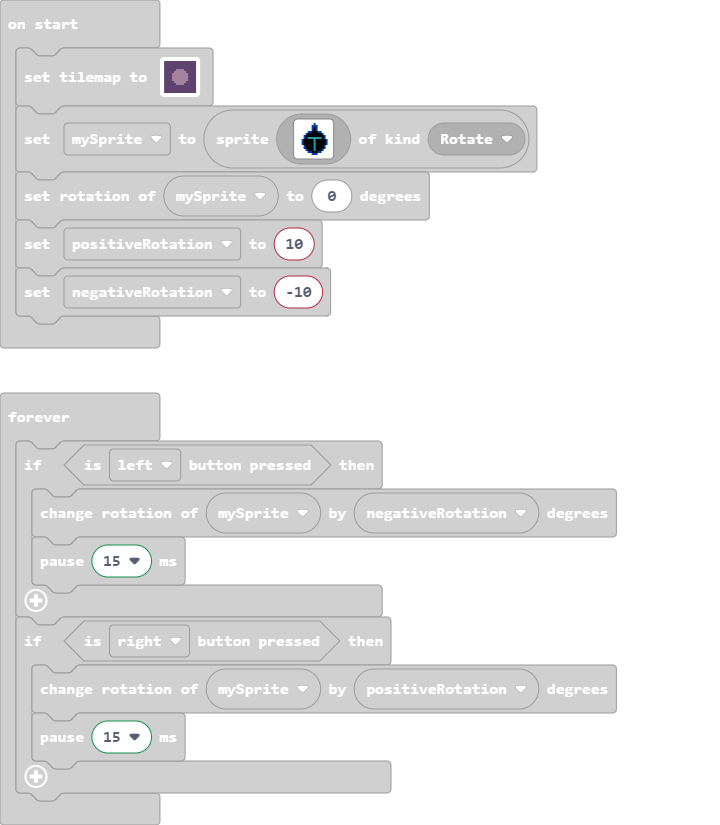 on start
set tilemap to
set mySprite to sprite T of kind Rotate
set rotation of mySprite to 0 degrees
set positiveRotation to 10
set negativeRotation to -10
forever
if is left button pressed then
change rotation of mySprite by negativeRotation degrees
pause 15 ms
if is right button pressed then
change rotation of mySprite by positiveRotation degrees
pause 15 ms